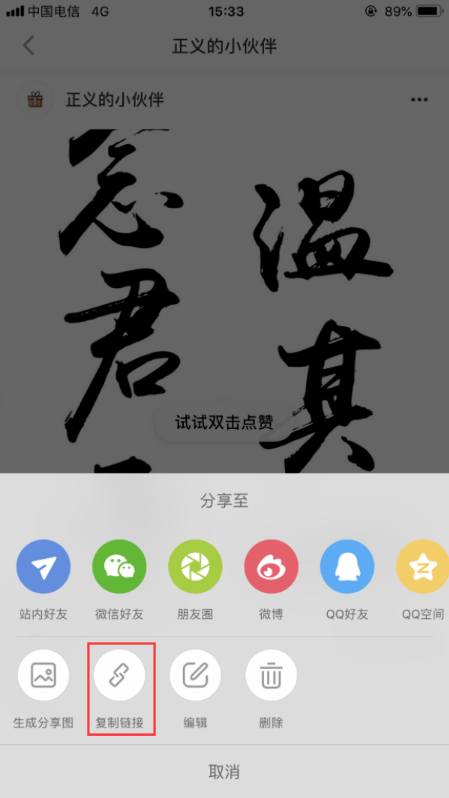 中国电信 4G 15:33 89%
正义的小伙伴
正义的小伙伴
念君
温其
试试双击点赞
分享至
站内好友 微信好友 朋友圈 微博 QQ好友 QQ空间
生成分享图 复制链接 编辑 删除
取消